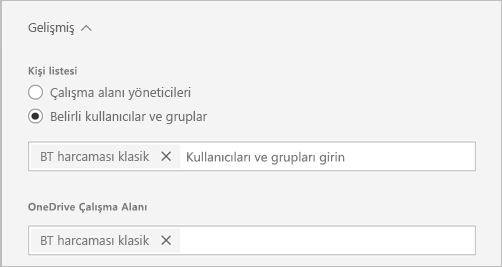 Gelişmiş
Kişi listesi
Çalışma alanı yöneticileri
Belirli kullanıcılar ve gruplar
BT harcaması klasik Kullanıcıları ve grupları girin
OneDrive Çalışma Alanı
BT harcaması klasik